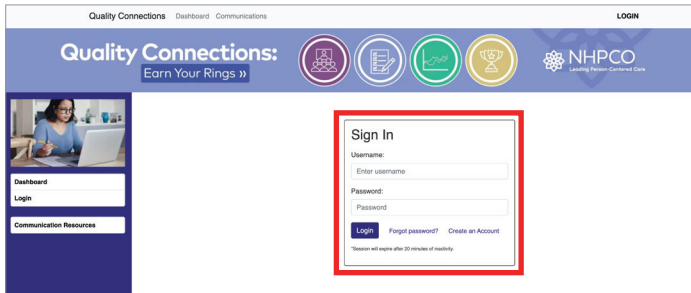 Quality Connections Dashboard Communications LOGIN
Quality Connections:
Earn Your Rings »
NHPCO
Leading Person-Centered Care
Sign In
Username:
Enter username
Password:
Password
Login Forgot password? Create an Account
*Session will expire after 20 minutes of inactivity.
Dashboard
Login
Communication Resources